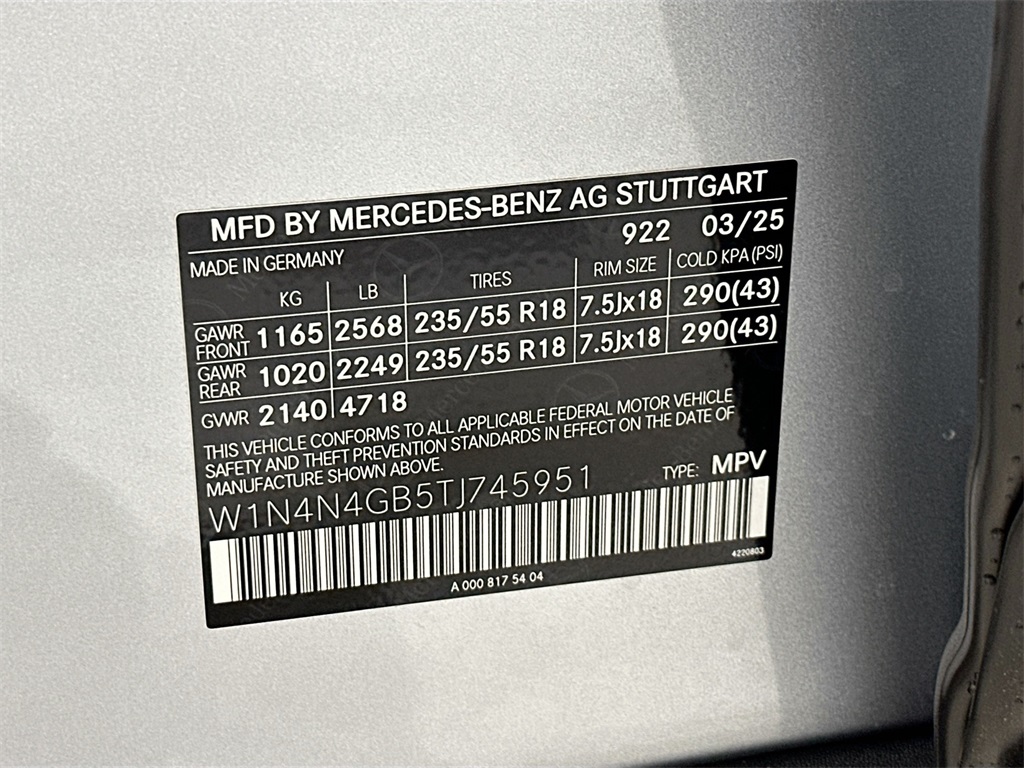 MFD BY MERCEDES-BENZ AG STUTTGART
MADE IN GERMANY 922 03/25
KG LB TIRES RIM SIZE COLD KPA (PSI)
GAWR FRONT 1165 2568 235/55 R18 7.5Jx18 290(43)
GAWR REAR 1020 2249 235/55 R18 7.5Jx18 290(43)
GVWR 2140 4718
THIS VEHICLE CONFORMS TO ALL APPLICABLE FEDERAL MOTOR VEHICLE
SAFETY AND THEFT PREVENTION STANDARDS IN EFFECT ON THE DATE OF
MANUFACTURE SHOWN ABOVE.
W1N4N4GB5TJ745951 TYPE: MPV
4220803
A 000 817 54 04